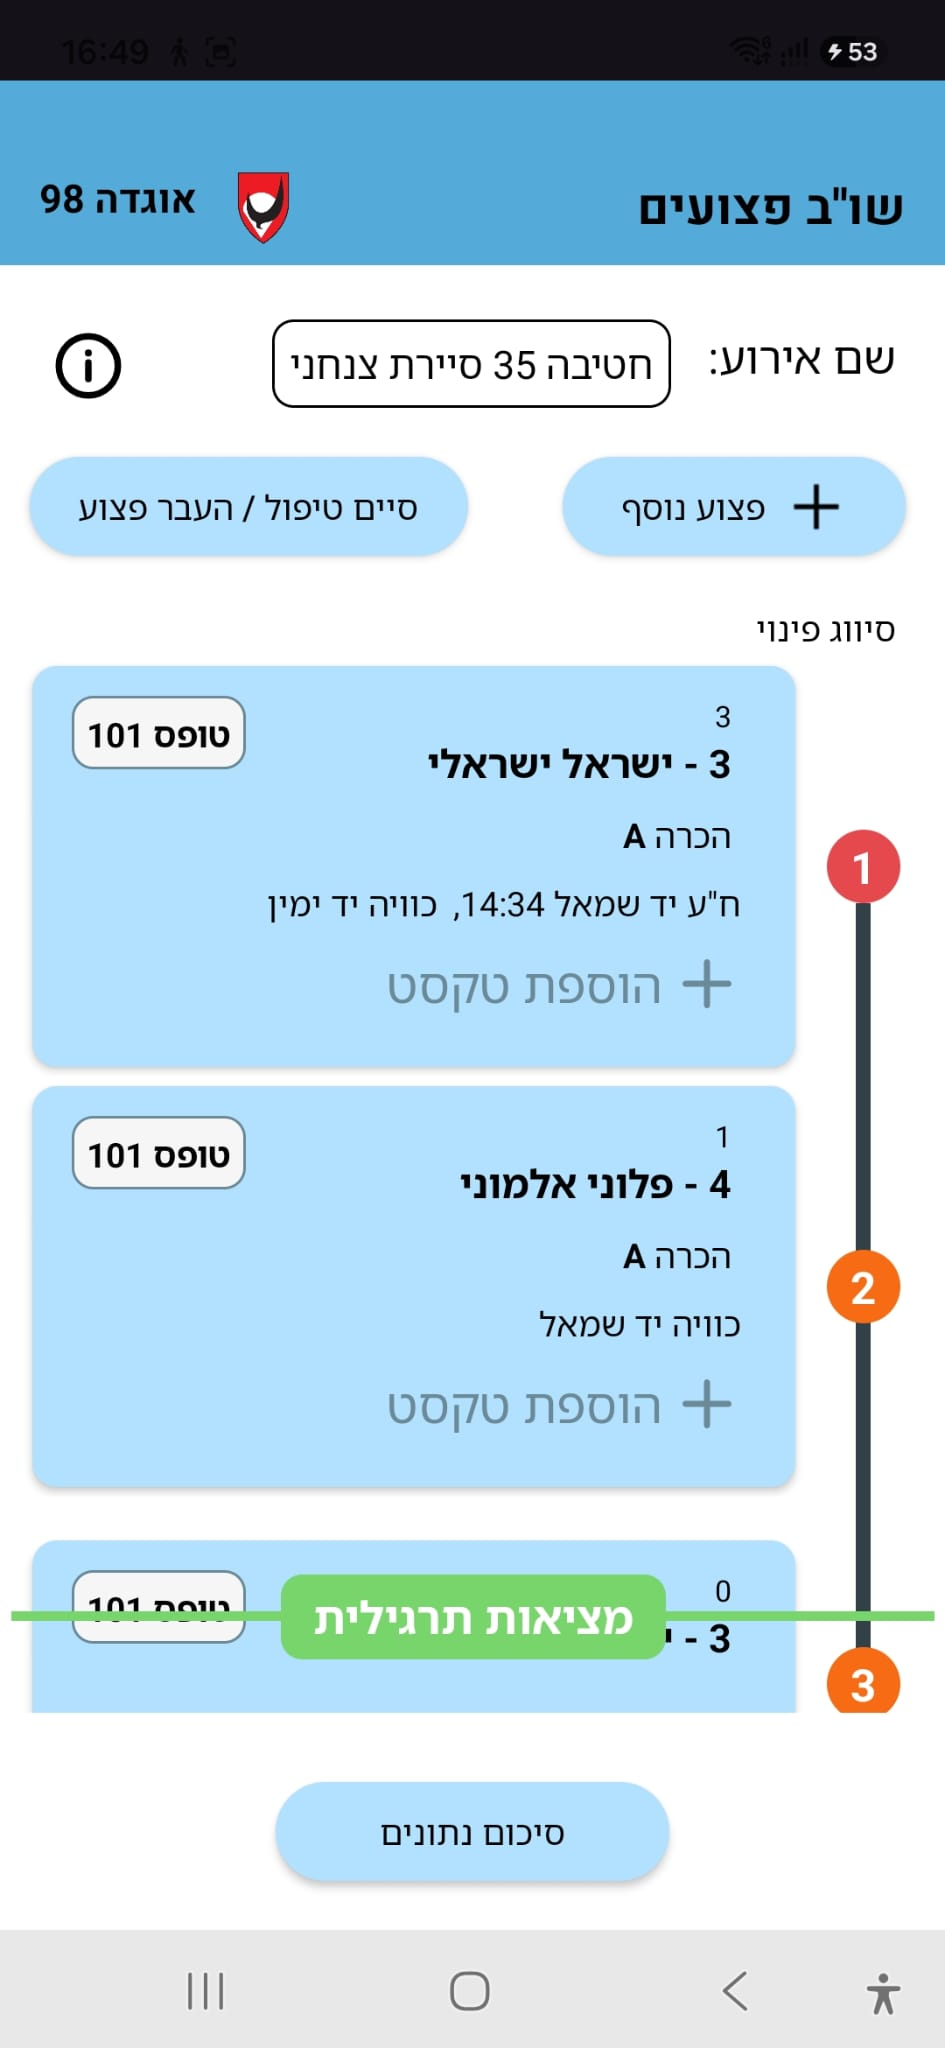 16:49
6
53
שו"ב פצועים
אוגדה 98
שם אירוע:
חטיבה 35 סיירת צנחני
פצוע נוסף
סיים טיפול / העבר פצוע
סיווג פינוי
3
טופס 101
3 - ישראל ישראלי
הכרה A
ח"ע יד שמאל 14:34, כוויה יד ימין
הוספת טקסט
1
1
טופס 101
4 - פלוני אלמוני
הכרה A
כוויה יד שמאל
הוספת טקסט
2
0
טופס 101
3 -
מציאות תרגילית
3
סיכום נתונים